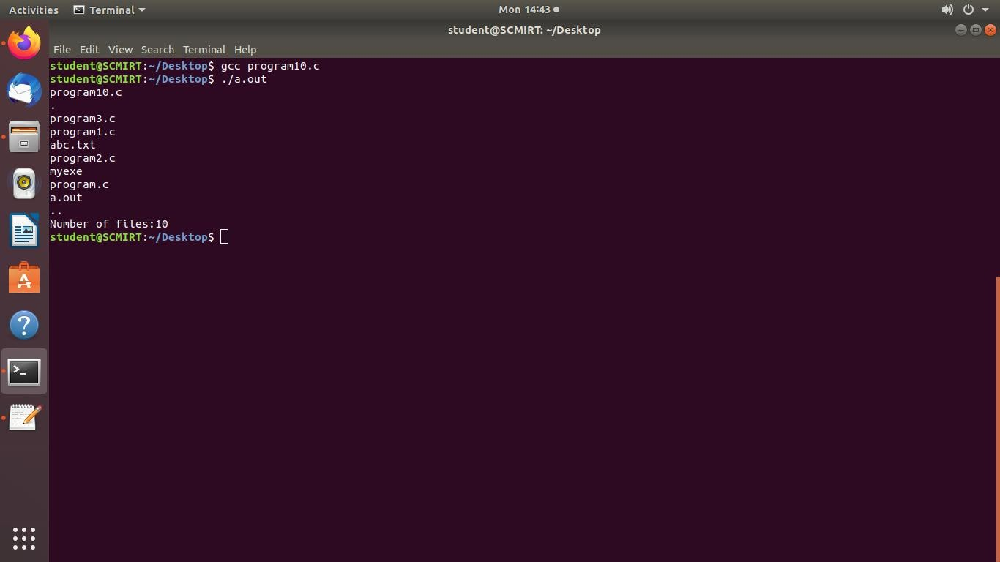 Activities Terminal Mon 14:43
student@SCMIRT: ~/Desktop
File Edit View Search Terminal Help
student@SCMIRT:~/Desktop$ gcc program10.c
student@SCMIRT:~/Desktop$ ./a.out
program10.c
.
program3.c
program1.c
abc.txt
program2.c
myexe
program.c
a.out
..
Number of files:10
student@SCMIRT:~/Desktop$